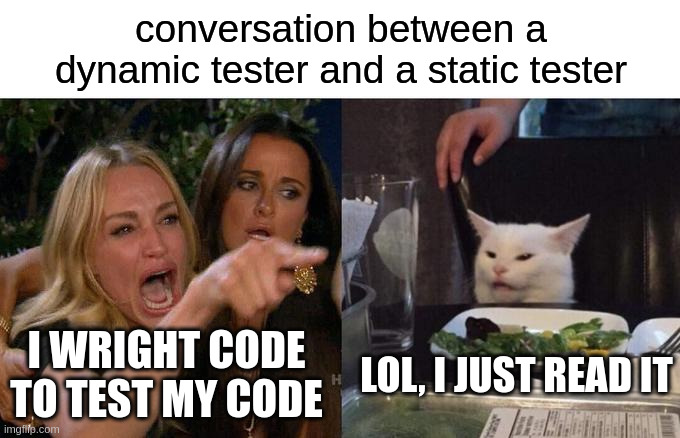 conversation between a
dynamic tester and a static tester
I WRIGHT CODE
TO TEST MY CODE
LOL, I JUST READ IT
imgflip.com